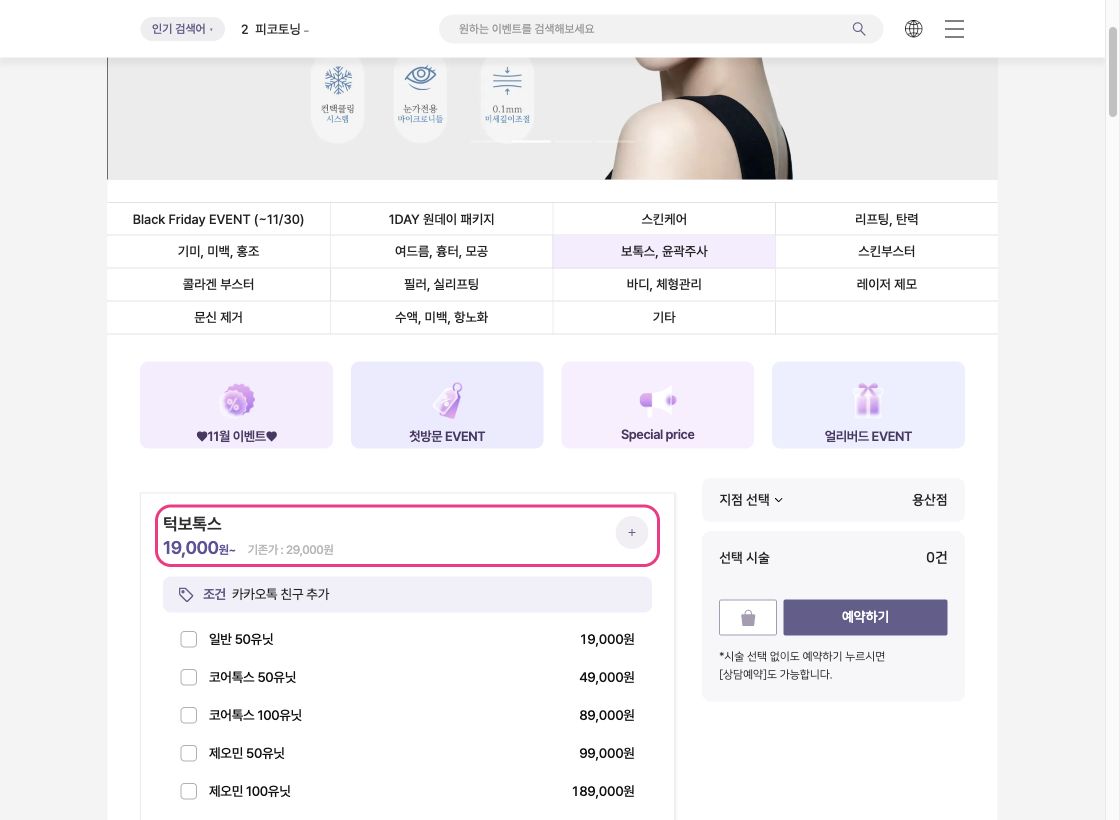 인기 검색어 ·
2 피코토닝 –
원하는 이벤트를 검색해보세요
컨택쿨링
시스템
눈가전용
마이크로니들
0.1mm
미세깊이조절
Black Friday EVENT (~11/30)
1DAY 원데이 패키지
스킨케어
리프팅, 탄력
기미, 미백, 홍조
여드름, 흉터, 모공
보톡스, 윤곽주사
스킨부스터
콜라겐 부스터
필러, 실리프팅
바디, 체형관리
레이저 제모
문신 제거
수액, 미백, 항노화
기타
♥11월 이벤트♥
첫방문 EVENT
Special price
얼리버드 EVENT
턱보톡스
19,000원~ 기존가 : 29,000원
+
조건 카카오톡 친구 추가
일반 50유닛 19,000원
코어톡스 50유닛 49,000원
코어톡스 100유닛 89,000원
제오민 50유닛 99,000원
제오민 100유닛 189,000원
지점 선택 용산점
선택 시술 0건
예약하기
*시술 선택 없이도 예약하기 누르시면
[상담예약]도 가능합니다.